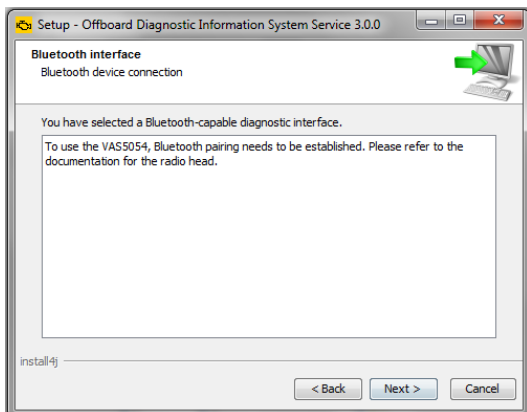 Setup - Offboard Diagnostic Information System Service 3.0.0
Bluetooth interface
Bluetooth device connection
You have selected a Bluetooth-capable diagnostic interface.
To use the VAS5054, Bluetooth pairing needs to be established. Please refer to the
documentation for the radio head.
install4j
< Back Next > Cancel